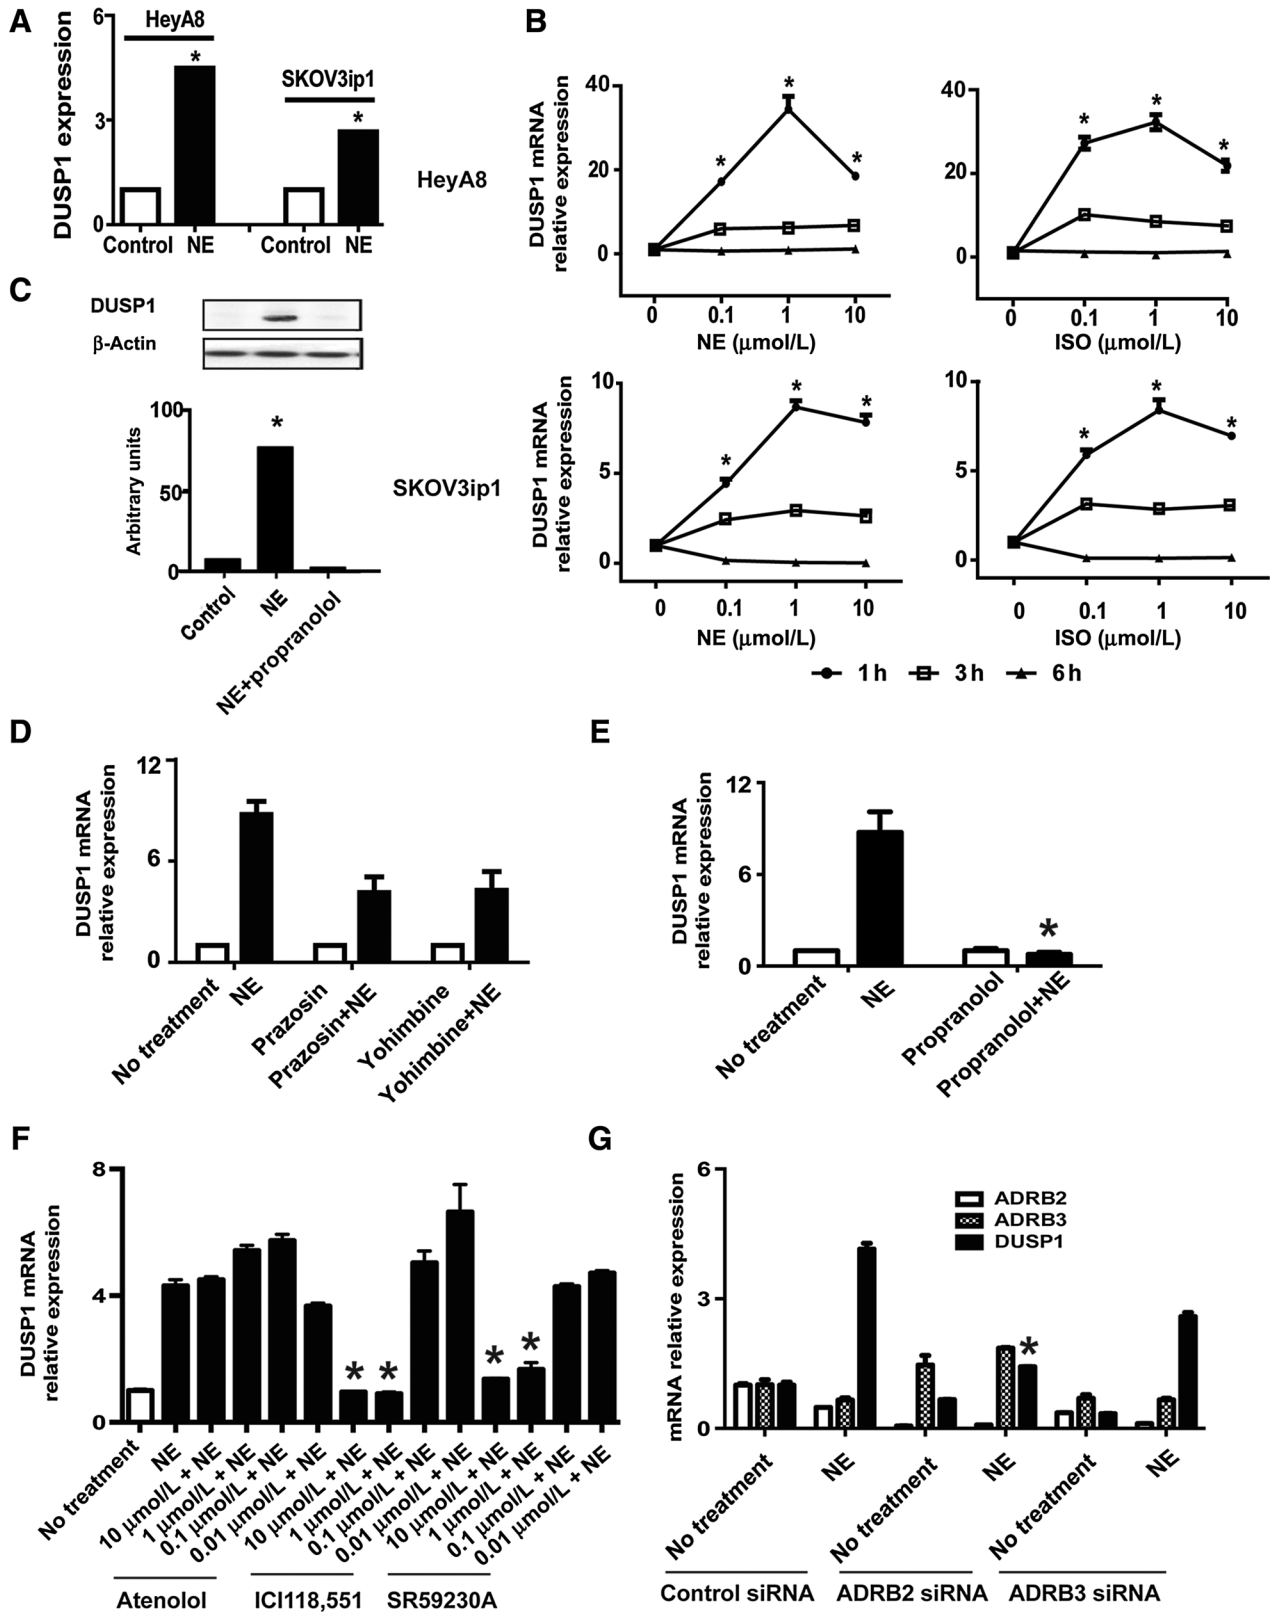 A
DUSP1 expression
6
3
0
HeyA8
*
SKOV3ip1
*
Control NE Control NE
B
HeyA8
DUSP1 mRNA
relative expression
40
20
0
* * *
0 0.1 1 10
NE (μmol/L)
40
20
0
* * *
0 0.1 1 10
ISO (μmol/L)
SKOV3ip1
DUSP1 mRNA
relative expression
10
5
0
* * *
0 0.1 1 10
NE (μmol/L)
10
5
0
* * *
0 0.1 1 10
ISO (μmol/L)
1h 3h 6h
C
DUSP1
β-Actin
Arbitrary units
100
50
0
*
Control
NE
NE+propranolol
D
DUSP1 mRNA
relative expression
12
6
0
No treatment
NE
Prazosin
Prazosin+NE
Yohimbine
Yohimbine+NE
E
DUSP1 mRNA
relative expression
12
6
0
*
No treatment
NE
Propranolol
Propranolol+NE
F
DUSP1 mRNA
relative expression
8
4
0
* * * *
No treatment
NE
10 μmol/L + NE
1 μmol/L + NE
0.1 μmol/L + NE
0.01 μmol/L + NE
10 μmol/L + NE
1 μmol/L + NE
0.1 μmol/L + NE
0.01 μmol/L + NE
10 μmol/L + NE
1 μmol/L + NE
0.1 μmol/L + NE
0.01 μmol/L + NE
Atenolol ICI118,551 SR59230A
G
mRNA relative expression
6
3
0
ADRB2
ADRB3
DUSP1
*
No treatment
NE
No treatment
NE
No treatment
NE
Control siRNA ADRB2 siRNA ADRB3 siRNA